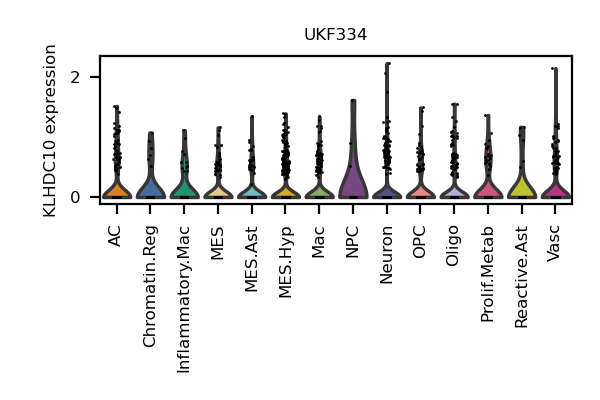 UKF334
KLHDC10 expression
2
0
AC
Chromatin.Reg
Inflammatory.Mac
MES
MES.Ast
MES.Hyp
Mac
NPC
Neuron
OPC
Oligo
Prolif.Metab
Reactive.Ast
Vasc